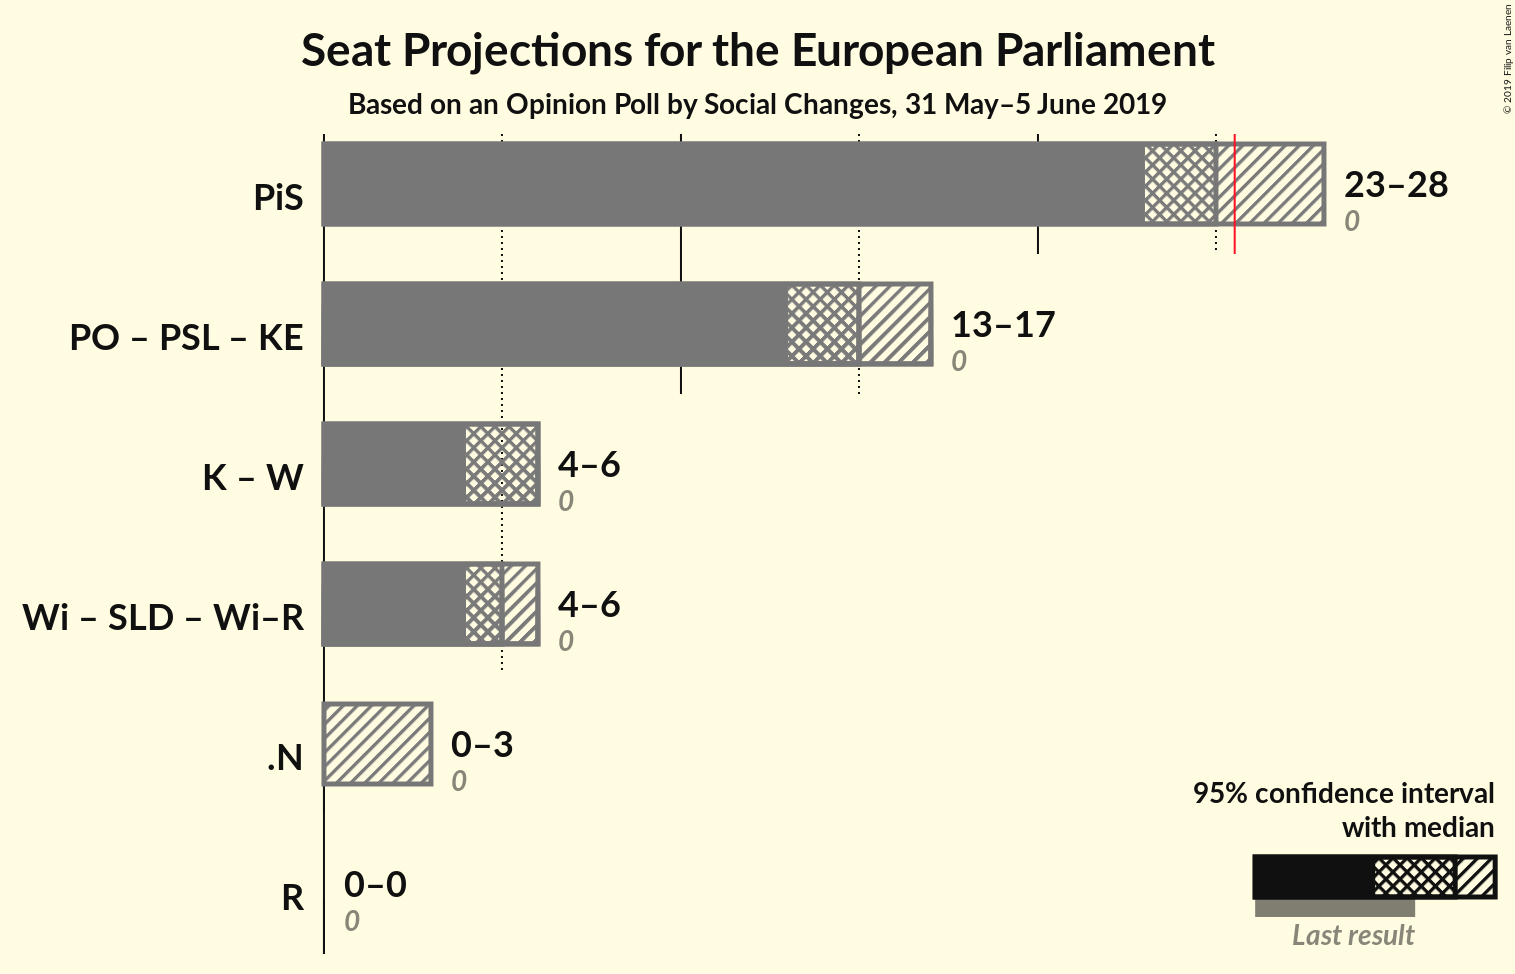 Seat Projections for the European Parliament
Based on an Opinion Poll by Social Changes, 31 May–5 June 2019
© 2019 Filip van Laenen
PiS
23–28
0
PO – PSL – KE
13–17
0
K – W
4–6
0
Wi – SLD – Wi–R
4–6
0
.N
0–3
0
R
0–0
0
95% confidence interval
with median
Last result